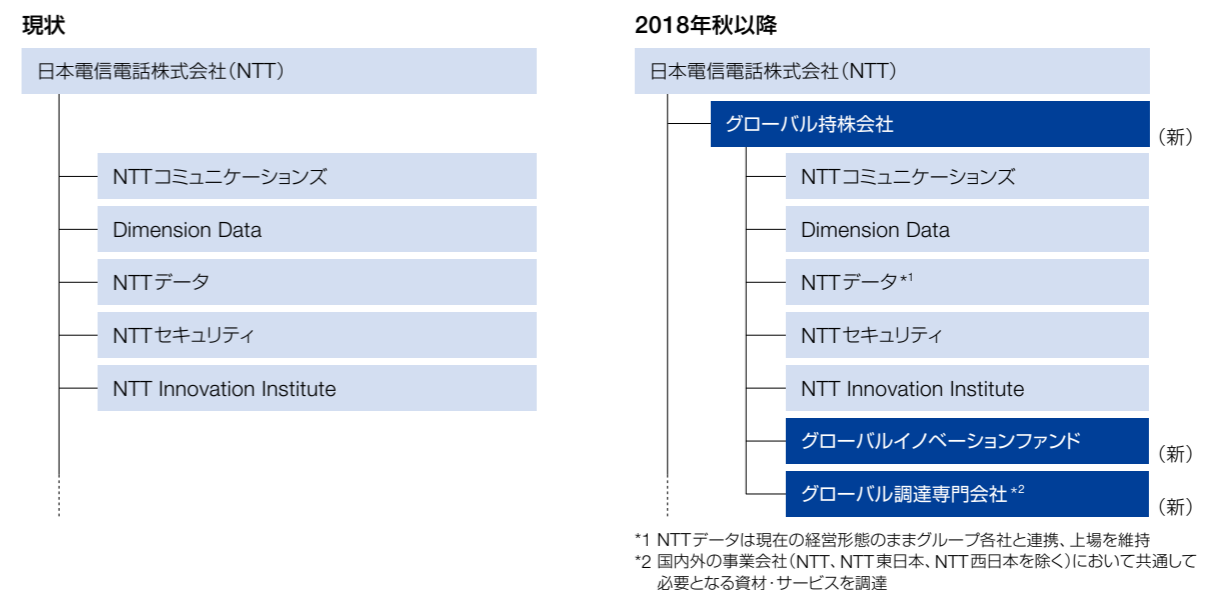 現状
日本電信電話株式会社(NTT)
NTTコミュニケーションズ
Dimension Data
NTTデータ
NTTセキュリティ
NTT Innovation Institute
2018年秋以降
日本電信電話株式会社(NTT)
グローバル持株会社
(新)
NTTコミュニケーションズ
Dimension Data
NTTデータ*1
NTTセキュリティ
NTT Innovation Institute
グローバルイノベーションファンド
(新)
グローバル調達専門会社*2
(新)
*1 NTTデータは現在の経営形態のままグループ各社と連携、上場を維持
*2 国内外の事業会社(NTT、NTT東日本、NTT西日本を除く)において共通して
必要となる資材・サービスを調達